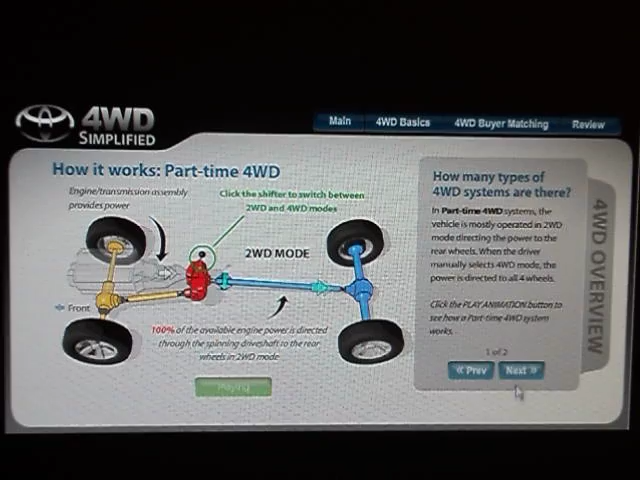 4WD
SIMPLIFIED
Main 4WD Basics 4WD Buyer Matching Review
How it works: Part-time 4WD
Engine/transmission assembly
provides power
Click the shifter to switch between
2WD and 4WD modes
2WD MODE
Front
100% of the available engine power is directed
through the spinning driveshaft to the rear
wheels in 2WD mode
Playing
How many types of
4WD systems are there?
In Part-time 4WD systems, the
vehicle is mostly operated in 2WD
mode directing the power to the
rear wheels. When the driver
manually selects 4WD mode, the
power is directed to all 4 wheels.
Click the PLAY ANIMATION button to
see how a Part-time 4WD system
works.
1 of 2
« Prev Next »
4WD OVERVIEW